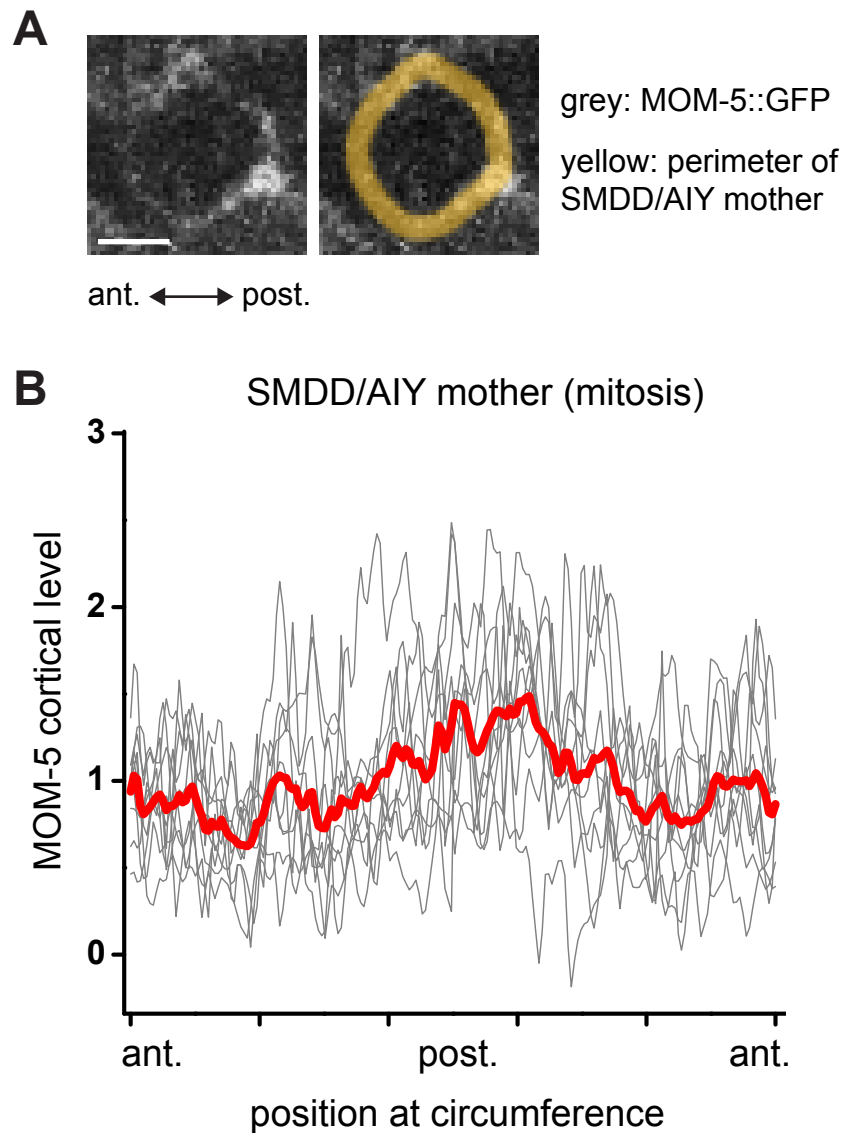 A
grey: MOM-5::GFP
yellow: perimeter of
SMDD/AIY mother
ant. post.
B
SMDD/AIY mother (mitosis)
3
2
1
0
MOM-5 cortical level
ant. post. ant.
position at circumference